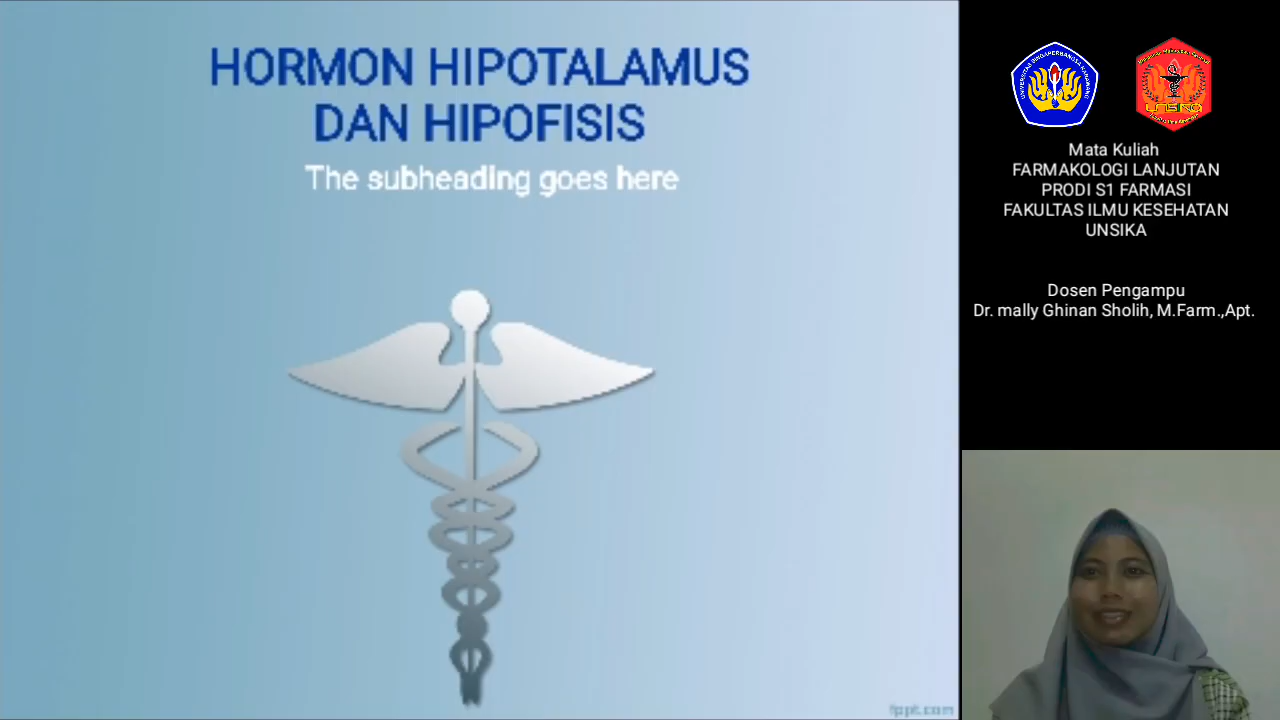 HORMON HIPOTALAMUS
DAN HIPOFISIS
The subheading goes here
fppt.com
UNSIKA
Mata Kuliah
FARMAKOLOGI LANJUTAN
PRODI S1 FARMASI
FAKULTAS ILMU KESEHATAN
UNSIKA
Dosen Pengampu
Dr. mally Ghinan Sholih, M.Farm.,Apt.